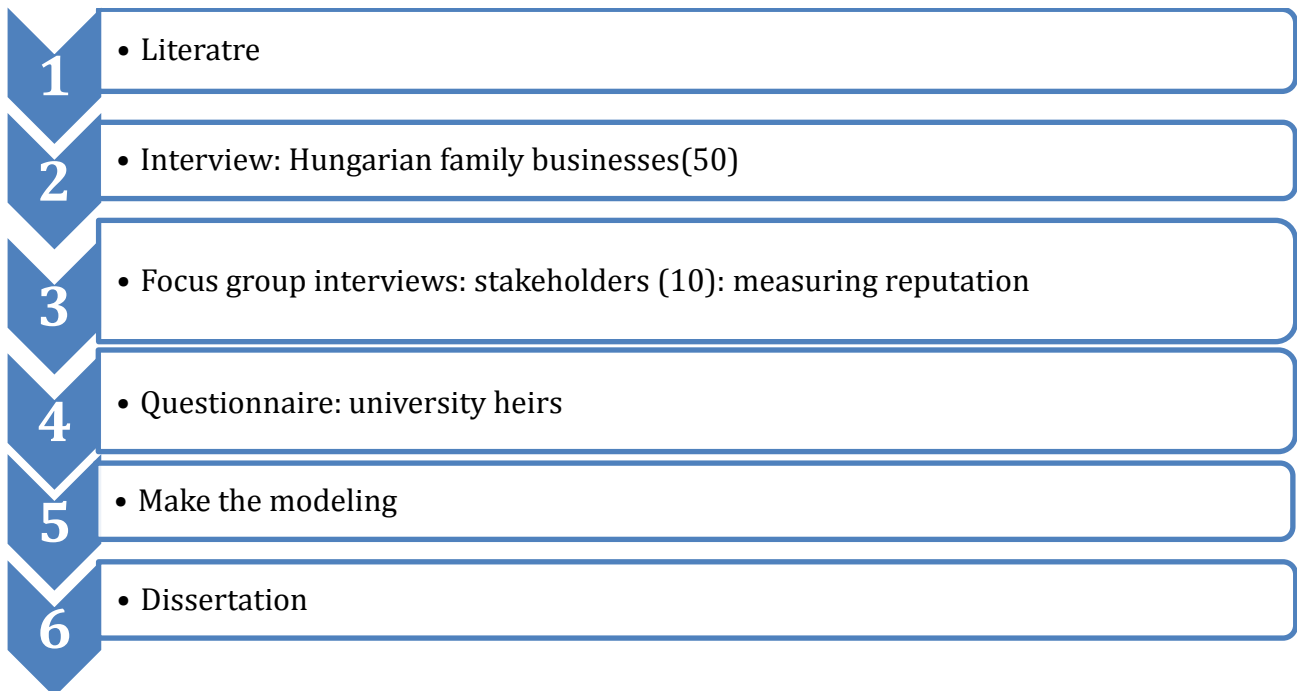 1
• Literatre
2
• Interview: Hungarian family businesses(50)
3
• Focus group interviews: stakeholders (10): measuring reputation
4
• Questionnaire: university heirs
5
• Make the modeling
6
• Dissertation